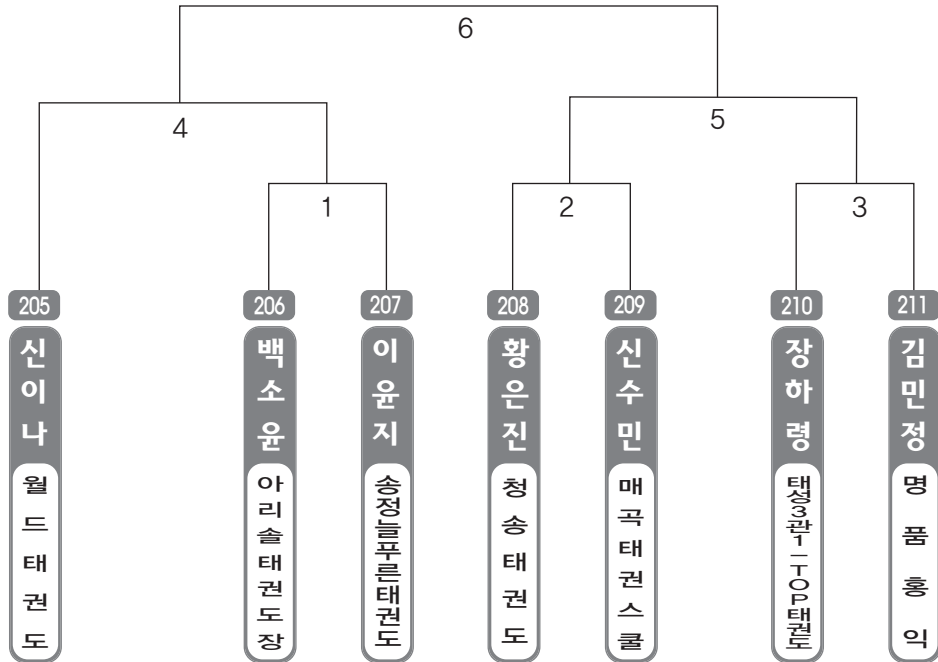 6
4
5
1
2
3
205
206
207
208
209
210
211
신이나
백소윤
이윤지
황은진
신수민
장하령
김민정
월드태권도
아리솔태권도장
송정늘푸른태권도
청송태권도
매곡태권스쿨
태성3관1-TOP태권도
명품홍익